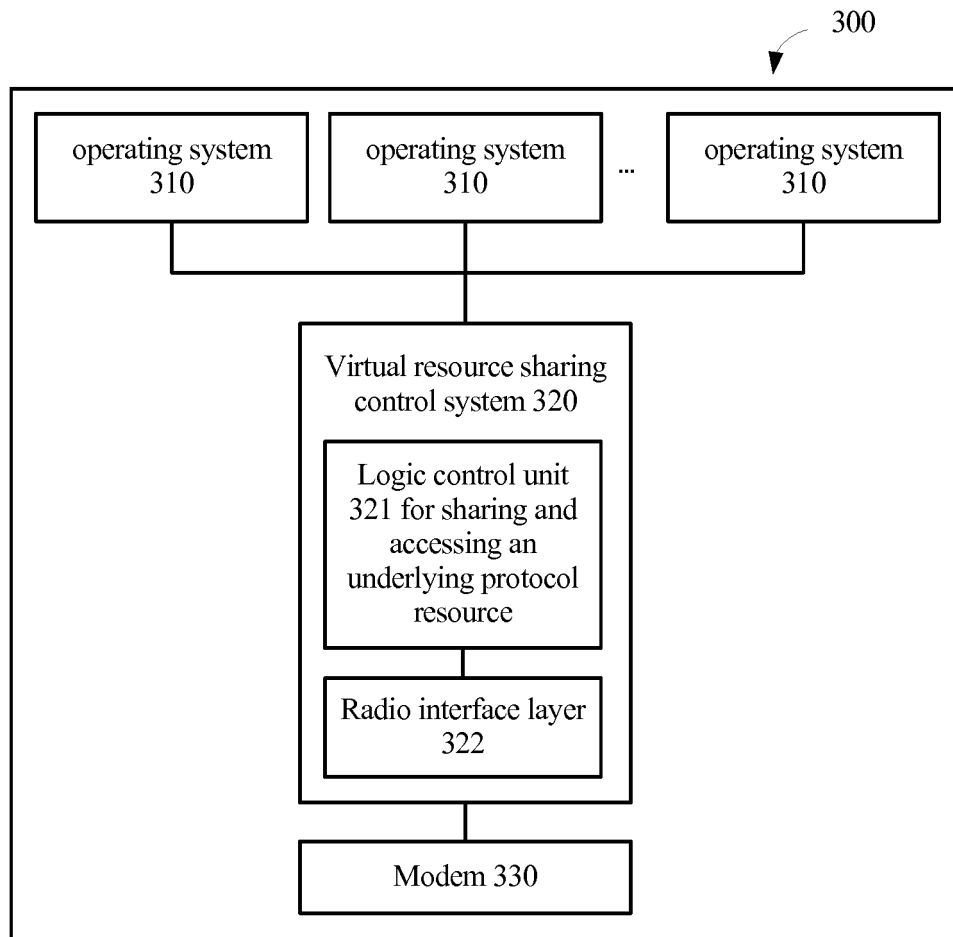 300
operating system
310
operating system
310
...
operating system
310
Virtual resource sharing
control system 320
Logic control unit
321 for sharing and
accessing an
underlying protocol
resource
Radio interface layer
322
Modem 330